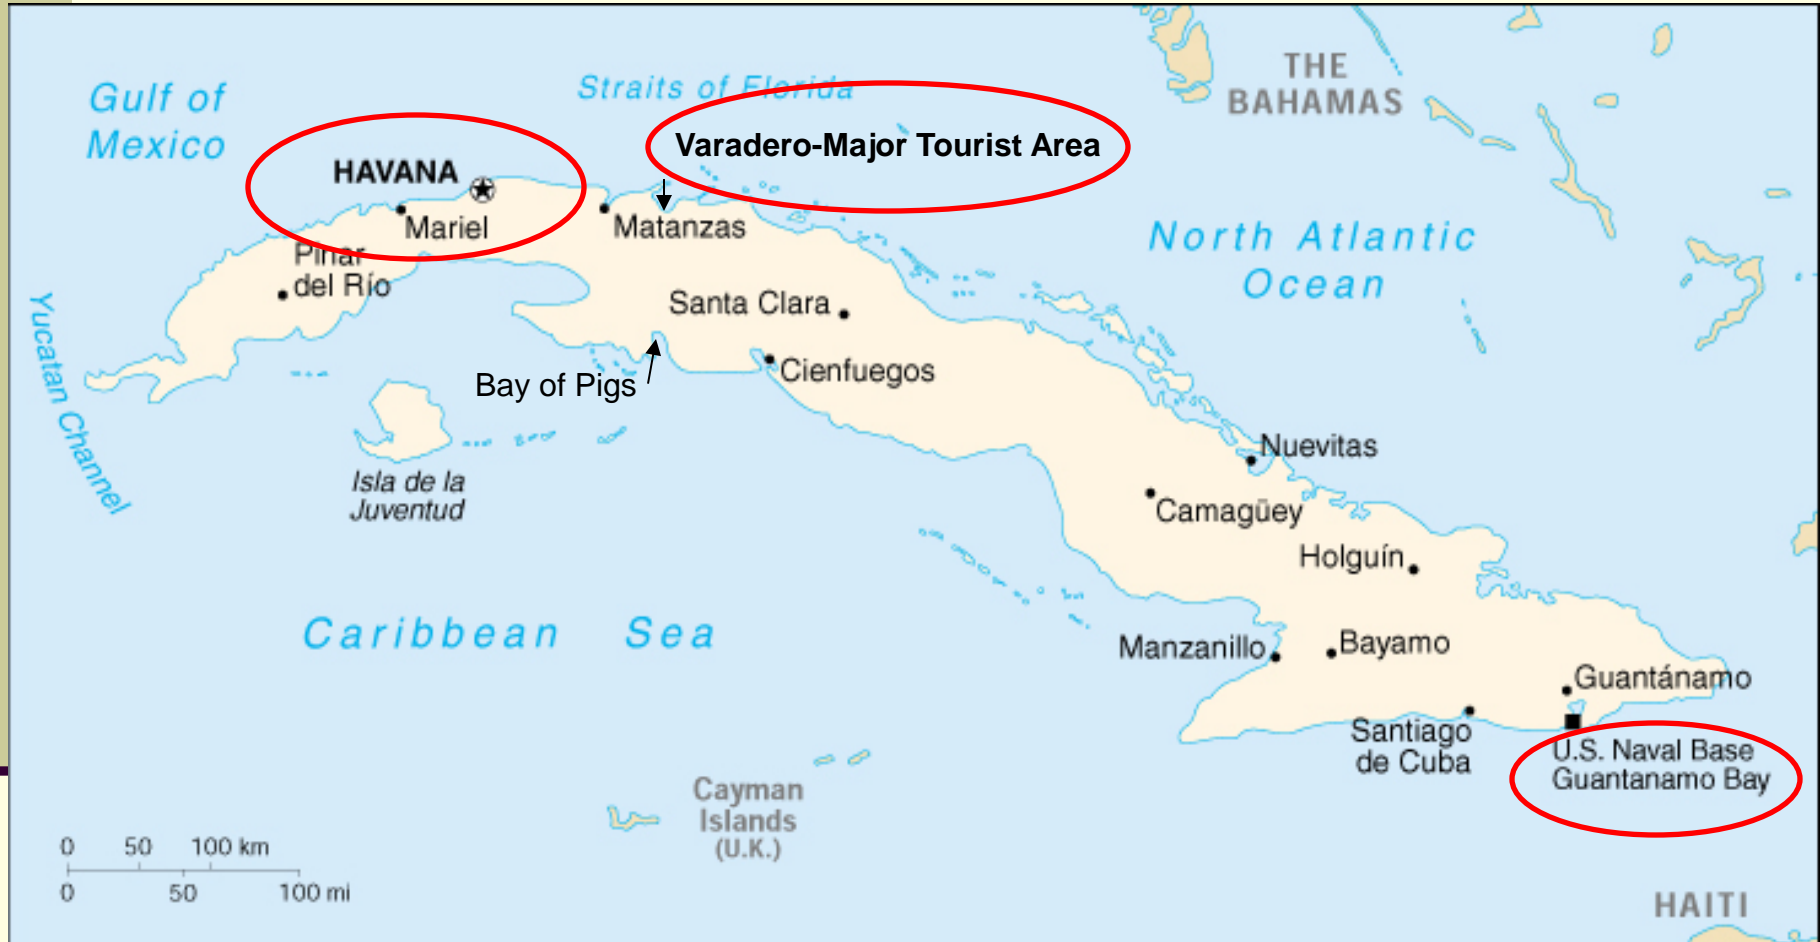 Gulf of
Mexico
Straits of Florida
THE
BAHAMAS
Varadero-Major Tourist Area
HAVANA
Mariel
Matanzas
Pinar
del Río
North Atlantic
Ocean
Yucatan Channel
Santa Clara
Bay of Pigs
Cienfuegos
Isla de la
Juventud
Nuevitas
Camagüey
Holguín
Caribbean Sea
Manzanillo
Bayamo
Guantánamo
Santiago
de Cuba
U.S. Naval Base
Guantanamo Bay
Cayman
Islands
(U.K.)
0 50 100 km
0 50 100 mi
HAITI